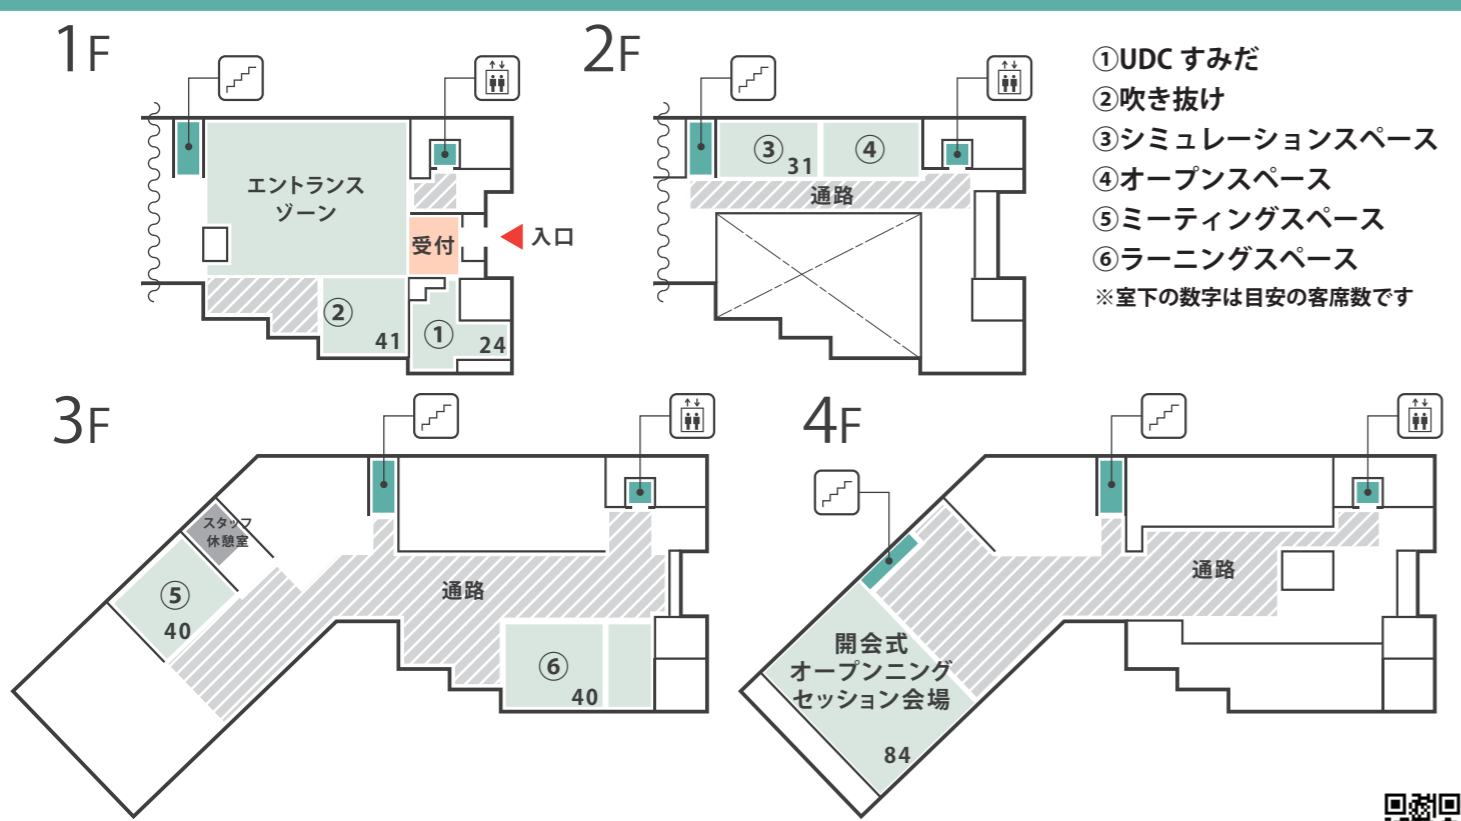 1F
エントランス
ゾーン
受付
入口
②
41
①
24
2F
③
31
④
通路
①UDC すみだ
②吹き抜け
③シミュレーションスペース
④オープンスペース
⑤ミーティングスペース
⑥ラーニングスペース
※室下の数字は目安の客席数です
3F
スタッフ
休憩室
⑤
40
通路
⑥
40
4F
通路
開会式
オープンニング
セッション会場
84